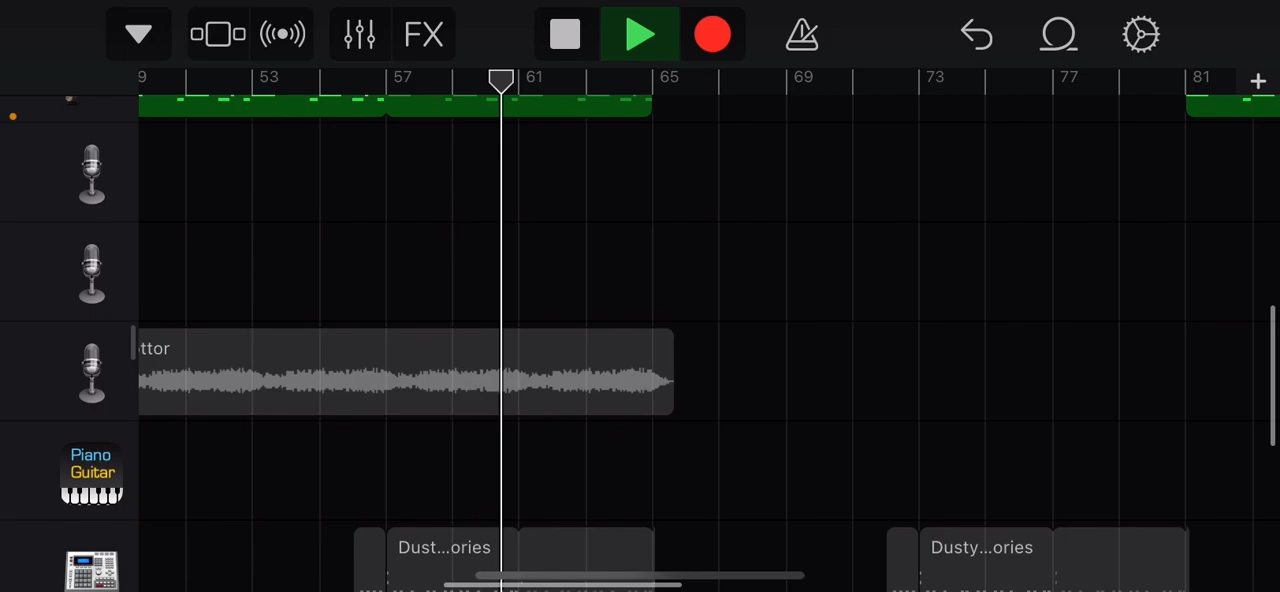 FX
9 53 57 61 65 69 73 77 81
ttor
Piano
Guitar
Dust...ories Dusty...ories